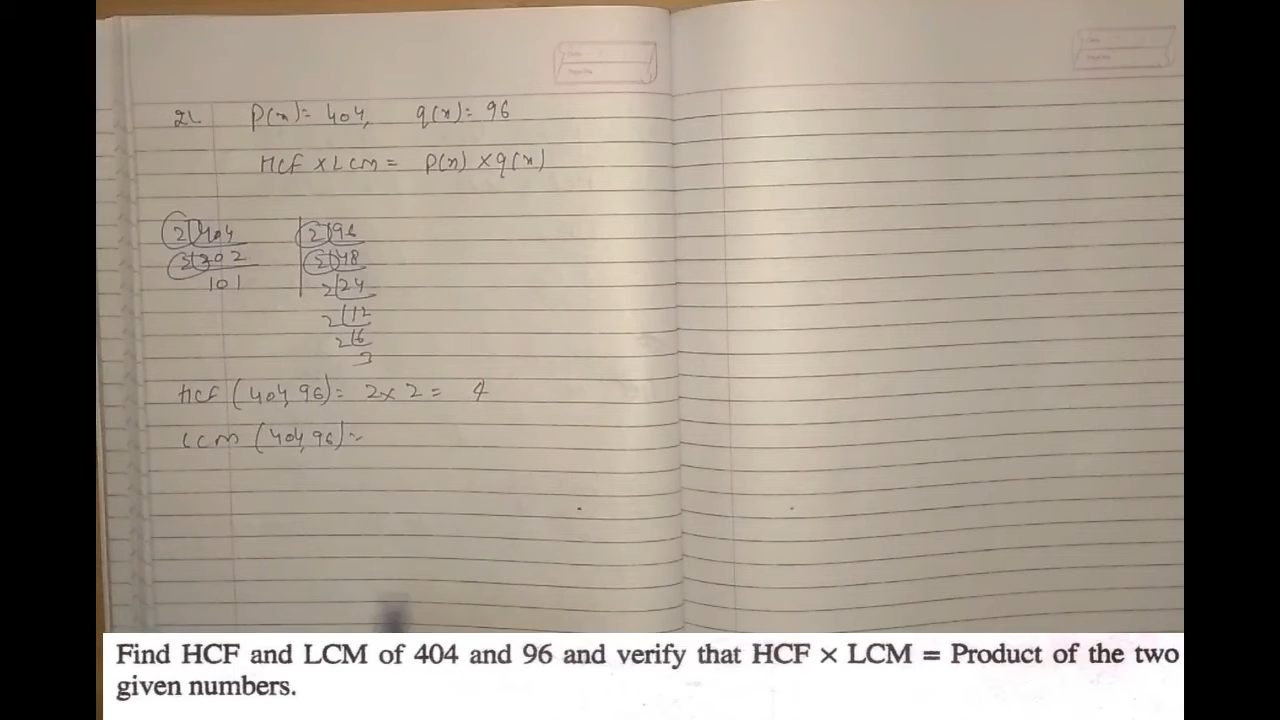 P(x)= 404, q(x)= 96
HCF x LCM = P(x) x q(x)
2|404
2|202
101
2|96
2|48
2|24
2|12
2|6
3
HCF (404, 96)= 2x 2 = 4
LCM (404, 96)=
Find HCF and LCM of 404 and 96 and verify that HCF × LCM = Product of the two
given numbers.